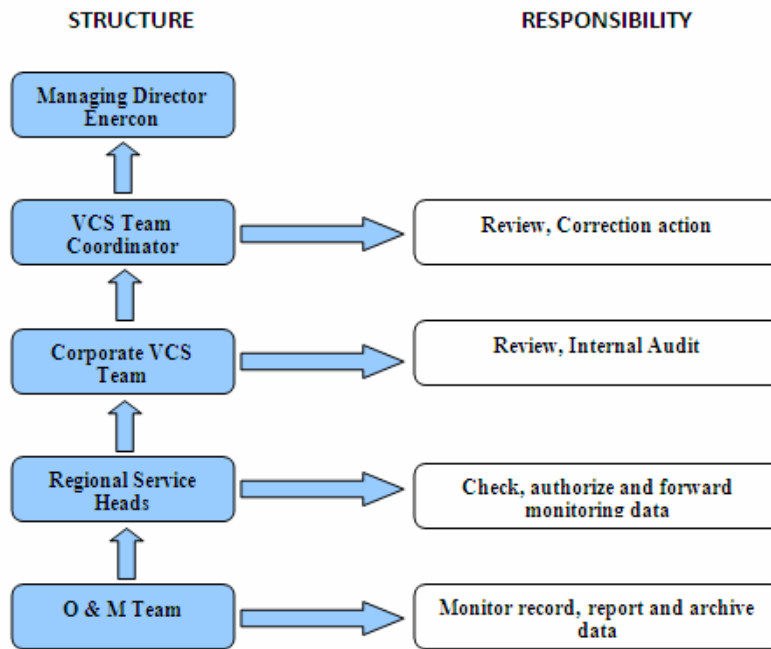 STRUCTURE
RESPONSIBILITY
Managing Director
Enercon
VCS Team
Coordinator
Review, Correction action
Corporate VCS
Team
Review, Internal Audit
Regional Service
Heads
Check, authorize and forward
monitoring data
O & M Team
Monitor record, report and archive
data